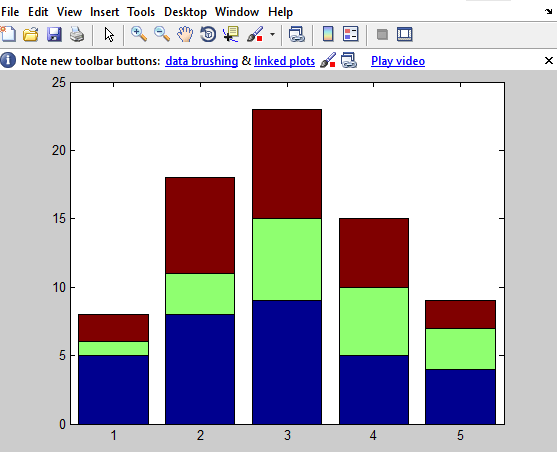 File Edit View Insert Tools Desktop Window Help
Note new toolbar buttons: data brushing & linked plots Play video
25
20
15
10
5
0
1 2 3 4 5